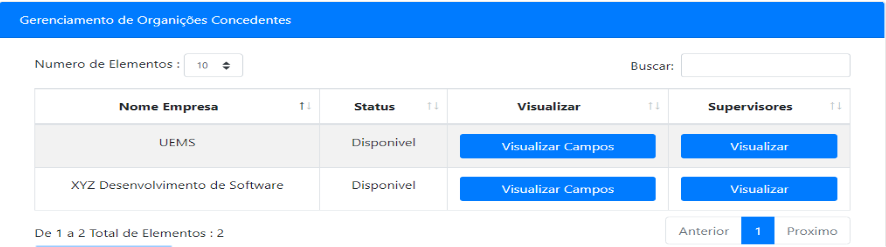 Gerenciamento de Organições Concedentes
Numero de Elementos : 10 Buscar:
Nome Empresa Status Visualizar Supervisores
UEMS Disponivel Visualizar Campos Visualizar
XYZ Desenvolvimento de Software Disponivel Visualizar Campos Visualizar
De 1 a 2 Total de Elementos : 2 Anterior 1 Proximo